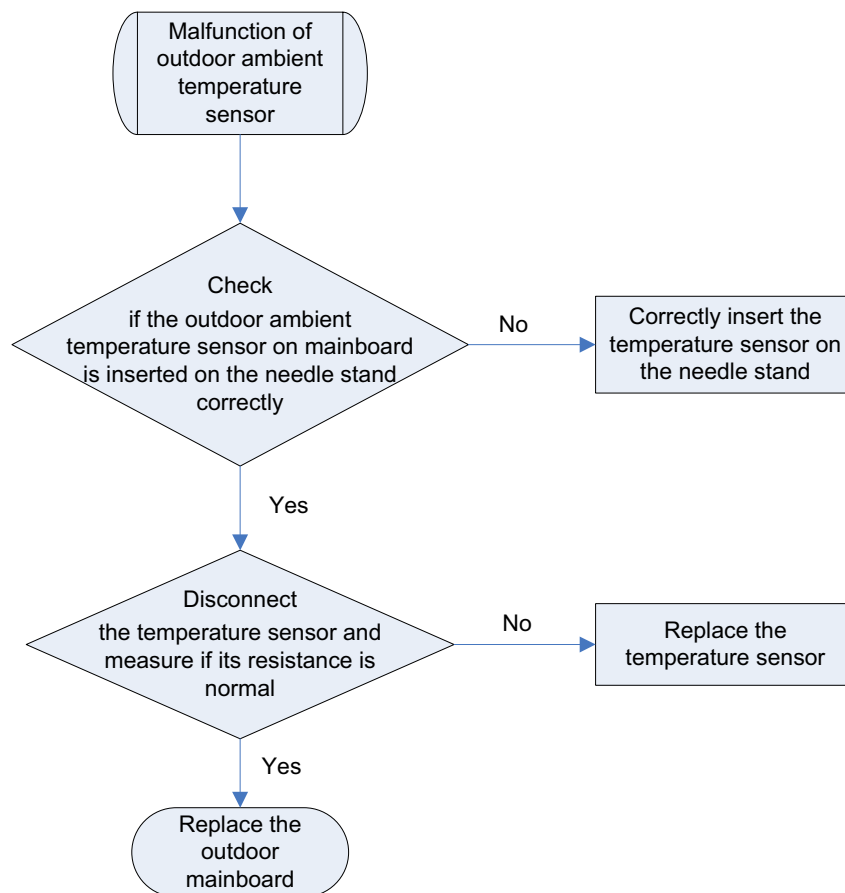 Malfunction of
outdoor ambient
temperature
sensor
Check
if the outdoor ambient
temperature sensor on mainboard
is inserted on the needle stand
correctly
No
Correctly insert the
temperature sensor on
the needle stand
Yes
Disconnect
the temperature sensor and
measure if its resistance is
normal
No
Replace the
temperature sensor
Yes
Replace the
outdoor
mainboard